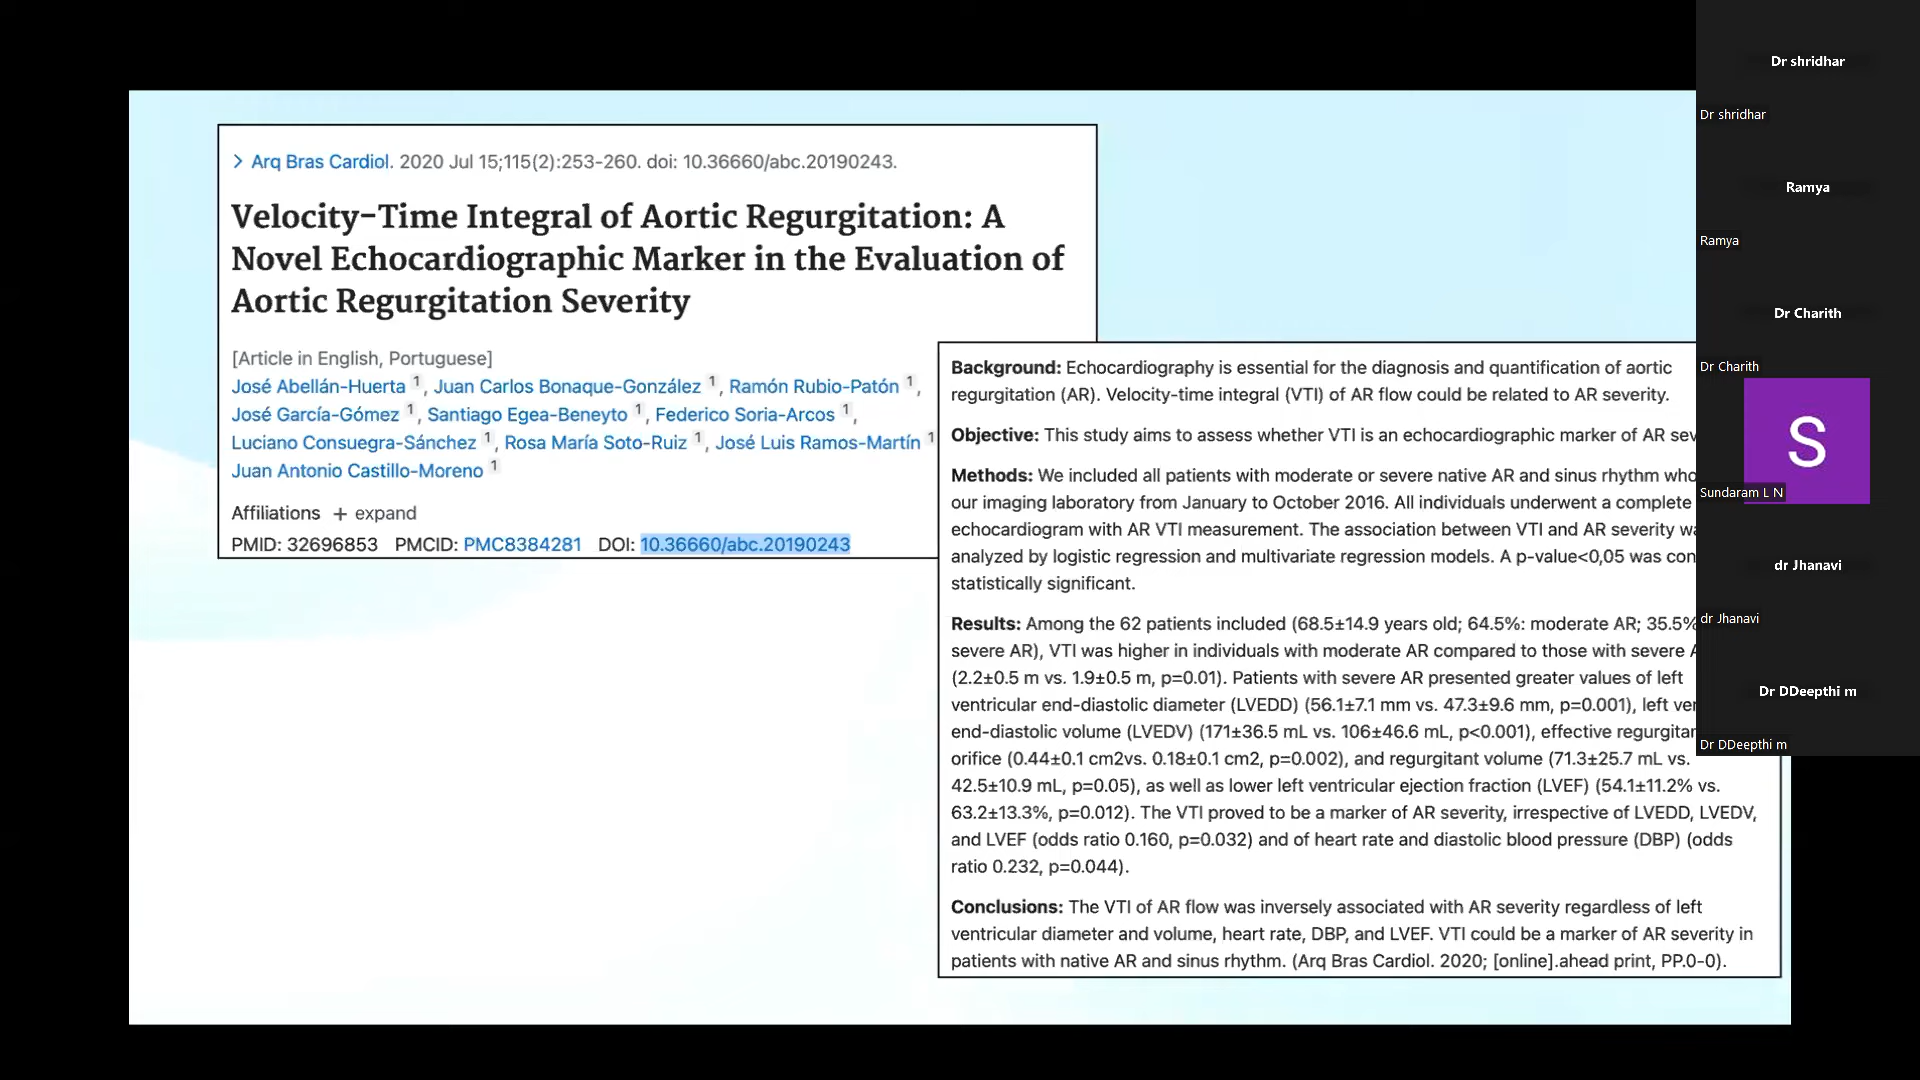 > Arq Bras Cardiol. 2020 Jul 15;115(2):253-260. doi: 10.36660/abc.20190243.
Velocity-Time Integral of Aortic Regurgitation: A
Novel Echocardiographic Marker in the Evaluation of
Aortic Regurgitation Severity
[Article in English, Portuguese]
José Abellán-Huerta 1, Juan Carlos Bonaque-González 1, Ramón Rubio-Patón 1,
José García-Gómez 1, Santiago Egea-Beneyto 1, Federico Soria-Arcos 1,
Luciano Consuegra-Sánchez 1, Rosa María Soto-Ruiz 1, José Luis Ramos-Martín 1
Juan Antonio Castillo-Moreno 1
Affiliations + expand
PMID: 32696853 PMCID: PMC8384281 DOI: 10.36660/abc.20190243
Background: Echocardiography is essential for the diagnosis and quantification of aortic
regurgitation (AR). Velocity-time integral (VTI) of AR flow could be related to AR severity.
Objective: This study aims to assess whether VTI is an echocardiographic marker of AR sev
Methods: We included all patients with moderate or severe native AR and sinus rhythm who
our imaging laboratory from January to October 2016. All individuals underwent a complete
echocardiogram with AR VTI measurement. The association between VTI and AR severity wa
analyzed by logistic regression and multivariate regression models. A p-value<0,05 was con
statistically significant.
Results: Among the 62 patients included (68.5±14.9 years old; 64.5%: moderate AR; 35.5%
severe AR), VTI was higher in individuals with moderate AR compared to those with severe A
(2.2±0.5 m vs. 1.9±0.5 m, p=0.01). Patients with severe AR presented greater values of left
ventricular end-diastolic diameter (LVEDD) (56.1±7.1 mm vs. 47.3±9.6 mm, p=0.001), left ven
end-diastolic volume (LVEDV) (171±36.5 mL vs. 106±46.6 mL, p<0.001), effective regurgitan
orifice (0.44±0.1 cm2vs. 0.18±0.1 cm2, p=0.002), and regurgitant volume (71.3±25.7 mL vs.
42.5±10.9 mL, p=0.05), as well as lower left ventricular ejection fraction (LVEF) (54.1±11.2% vs.
63.2±13.3%, p=0.012). The VTI proved to be a marker of AR severity, irrespective of LVEDD, LVEDV,
and LVEF (odds ratio 0.160, p=0.032) and of heart rate and diastolic blood pressure (DBP) (odds
ratio 0.232, p=0.044).
Conclusions: The VTI of AR flow was inversely associated with AR severity regardless of left
ventricular diameter and volume, heart rate, DBP, and LVEF. VTI could be a marker of AR severity in
patients with native AR and sinus rhythm. (Arq Bras Cardiol. 2020; [online].ahead print, PP.0-0).
Dr shridhar
Dr shridhar
Ramya
Ramya
Dr Charith
Dr Charith
S
Sundaram L N
dr Jhanavi
dr Jhanavi
Dr DDeepthi m
Dr DDeepthi m